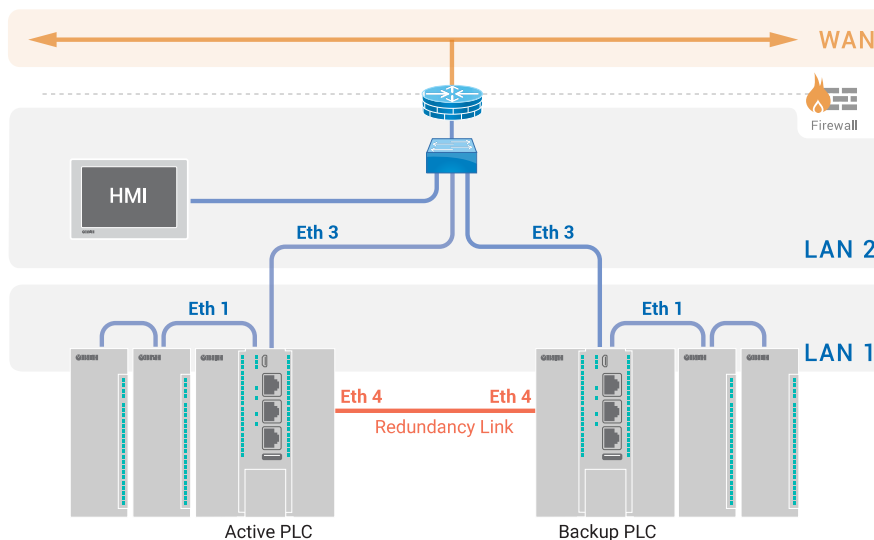 WAN
Firewall
HMI
Eth 3
Eth 3
LAN 2
Eth 1
Eth 1
LAN 1
Eth 4
Eth 4
Redundancy Link
Active PLC
Backup PLC